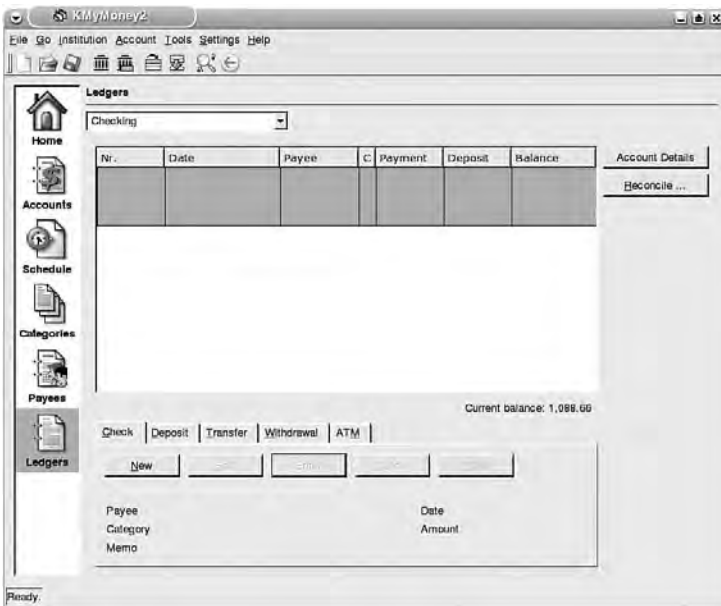 KMyMoney2
File Go Institution Account Tools Settings Help
Home
Accounts
Schedule
Categories
Payees
Ledgers
Ledgers
Checking
Nr. Date Payee C Payment Deposit Balance
Account Details
Reconcile ...
Current balance: 1,088.66
Check Deposit Transfer Withdrawal ATM
New
Payee Date
Category Amount
Memo
Ready.